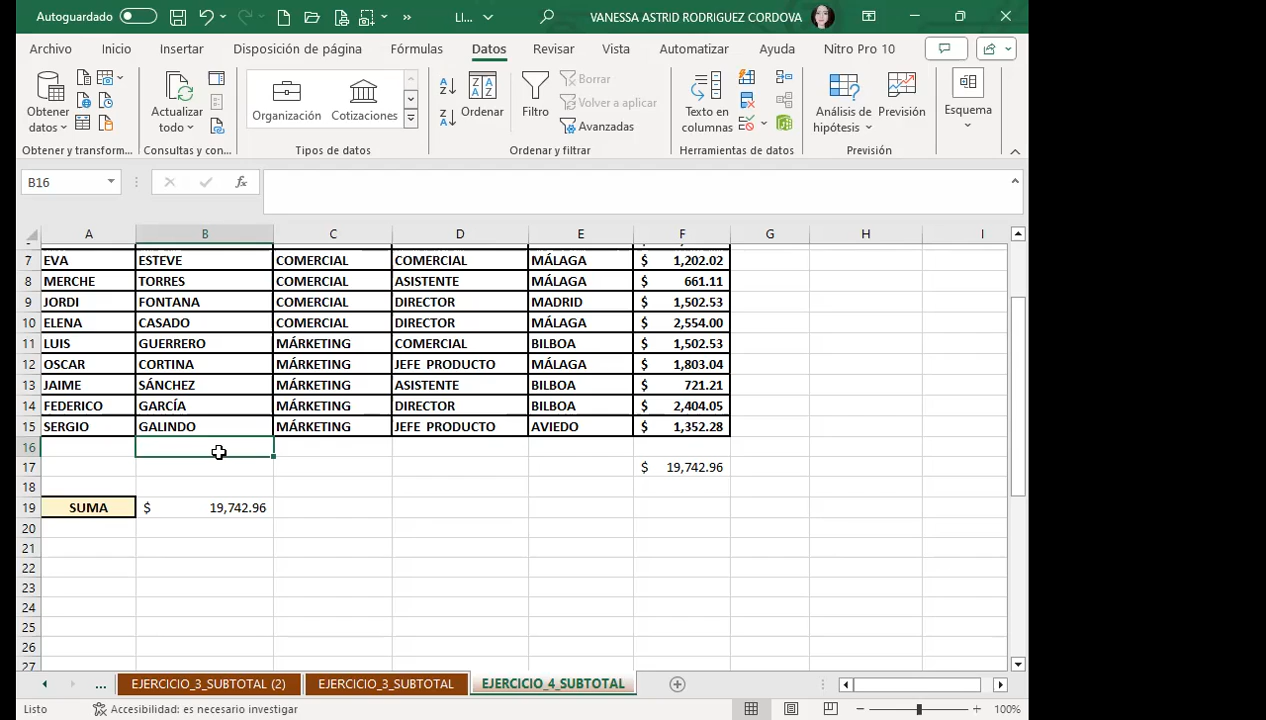 Autoguardado LI... VANESSA ASTRID RODRIGUEZ CORDOVA
Archivo Inicio Insertar Disposición de página Fórmulas Datos Revisar Vista Automatizar Ayuda Nitro Pro 10
Obtener datos
Actualizar todo
Organización Cotizaciones
Ordenar
Filtro
Borrar
Volver a aplicar
Avanzadas
Texto en columnas
Análisis de hipótesis
Previsión
Esquema
Obtener y transform... Consultas y con... Tipos de datos Ordenar y filtrar Herramientas de datos Previsión
B16 fx
A B C D E F G H I
7 EVA ESTEVE COMERCIAL COMERCIAL MÁLAGA $ 1,202.02
8 MERCHE TORRES COMERCIAL ASISTENTE MÁLAGA $ 661.11
9 JORDI FONTANA COMERCIAL DIRECTOR MADRID $ 1,502.53
10 ELENA CASADO COMERCIAL DIRECTOR MÁLAGA $ 2,554.00
11 LUIS GUERRERO MÁRKETING COMERCIAL BILBOA $ 1,502.53
12 OSCAR CORTINA MÁRKETING JEFE PRODUCTO MÁLAGA $ 1,803.04
13 JAIME SÁNCHEZ MÁRKETING ASISTENTE BILBOA $ 721.21
14 FEDERICO GARCÍA MÁRKETING DIRECTOR BILBOA $ 2,404.05
15 SERGIO GALINDO MÁRKETING JEFE PRODUCTO AVIEDO $ 1,352.28
16
17 $ 19,742.96
18
19 SUMA $ 19,742.96
20
21
22
23
24
25
26
27
... EJERCICIO_3_SUBTOTAL (2) EJERCICIO_3_SUBTOTAL EJERCICIO_4_SUBTOTAL
Listo Accesibilidad: es necesario investigar 100%